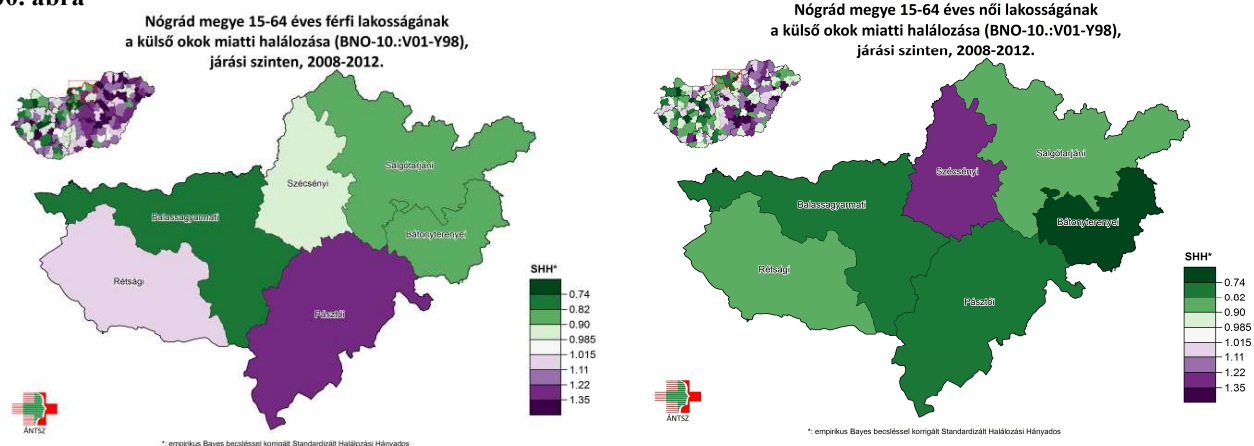 Nógrád megye 15-64 éves férfi lakosságának
a külső okok miatti halálozása (BNO-10.:V01-Y98),
járási szinten, 2008-2012.
Salgótarjáni
Szécsényi
Balassagyarmati
Bátonyterenyei
Rétsági
Pásztói
SHH*
0.74
0.82
0.90
0.985
1.015
1.11
1.22
1.35
ÁNTSZ
*: empirikus Bayes becsléssel korrigált Standardizált Halálozási Hányados
Nógrád megye 15-64 éves női lakosságának
a külső okok miatti halálozása (BNO-10.:V01-Y98),
járási szinten, 2008-2012.
Salgótarjáni
Szécsényi
Balassagyarmati
Bátonyterenyei
Rétsági
Pásztói
SHH*
0.74
0.02
0.90
0.985
1.015
1.11
1.22
1.35
ÁNTSZ
*: empirikus Bayes becsléssel korrigált Standardizált Halálozási Hányados